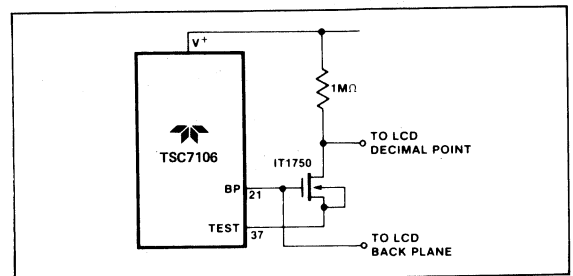 V+
1MΩ
TO LCD
DECIMAL POINT
TSC7106
IT1750
BP
21
TEST
37
TO LCD
BACK PLANE